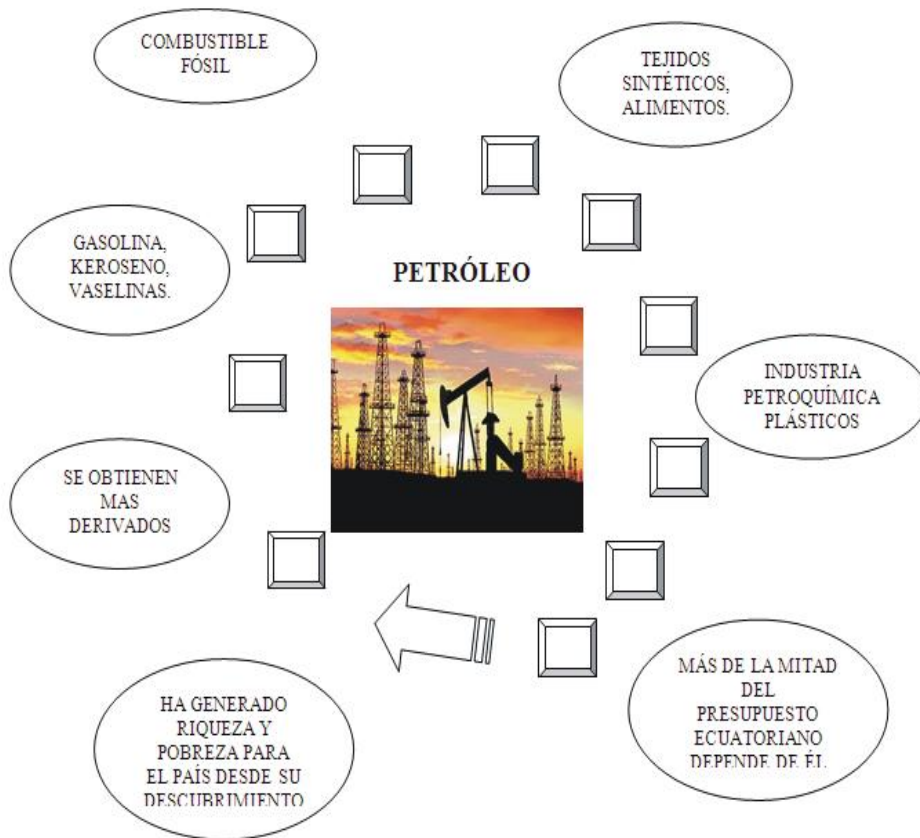 COMBUSTIBLE
FÓSIL
TEJIDOS
SINTÉTICOS,
ALIMENTOS.
GASOLINA,
KEROSENO,
VASELINAS.
PETRÓLEO
INDUSTRIA
PETROQUÍMICA
PLÁSTICOS
SE OBTIENEN
MAS
DERIVADOS
MÁS DE LA MITAD
DEL
PRESUPUESTO
ECUATORIANO
DEPENDE DE ÉL
HA GENERADO
RIQUEZA Y
POBREZA PARA
EL PAÍS DESDE SU
DESCUBRIMIENTO